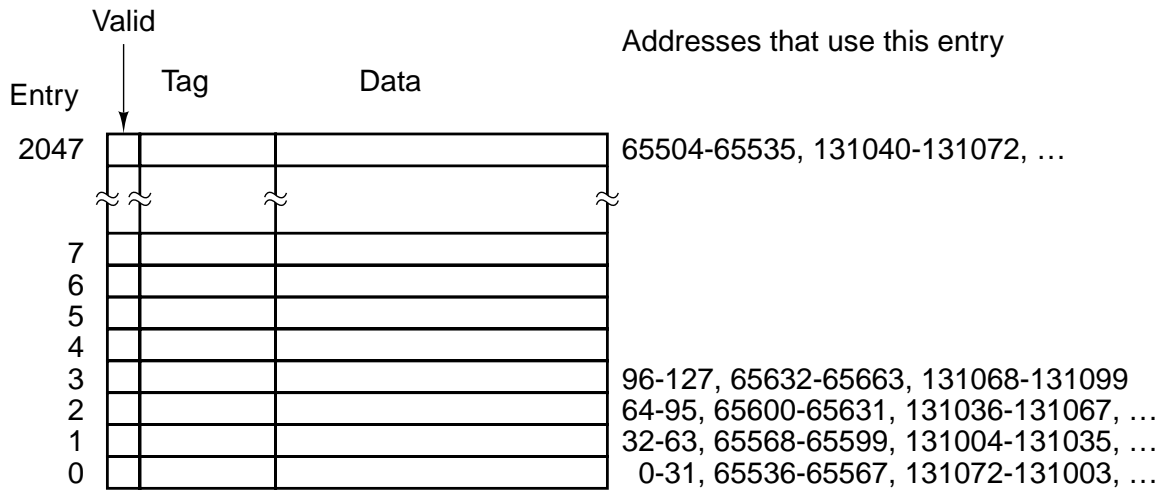 Valid
Addresses that use this entry
Entry Tag Data
2047 65504-65535, 131040-131072, …
7
6
5
4
3 96-127, 65632-65663, 131068-131099
2 64-95, 65600-65631, 131036-131067, …
1 32-63, 65568-65599, 131004-131035, …
0 0-31, 65536-65567, 131072-131003, …